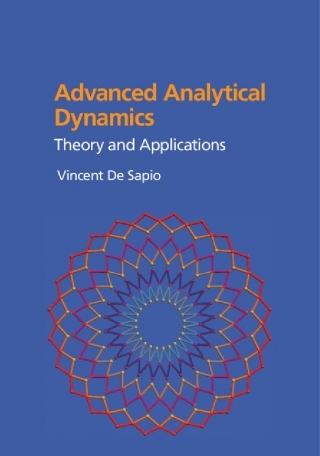 Advanced Analytical
Dynamics
Theory and Applications
Vincent De Sapio